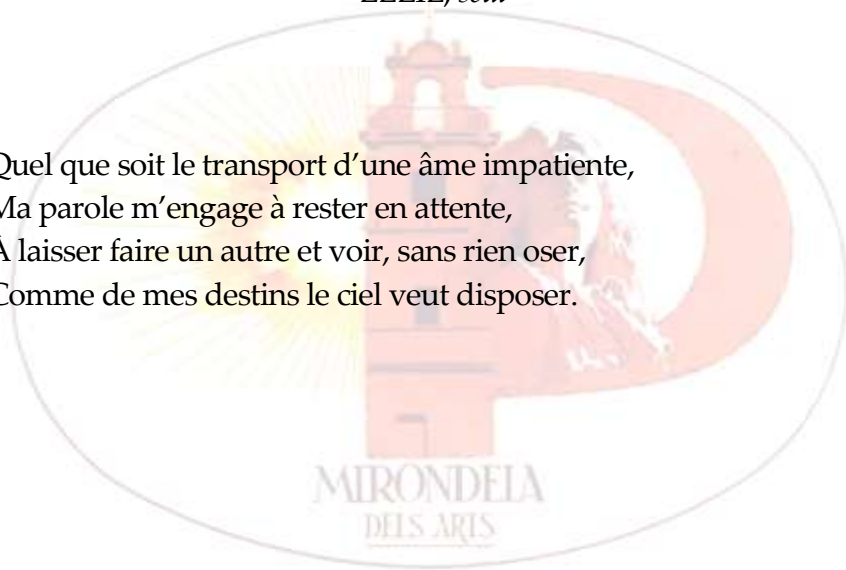 Quel que soit le transport d’une âme impatiente,
Ma parole m’engage à rester en attente,
À laisser faire un autre et voir, sans rien oser,
Comme de mes destins le ciel veut disposer.
MIRONDELA
DELS ARTS